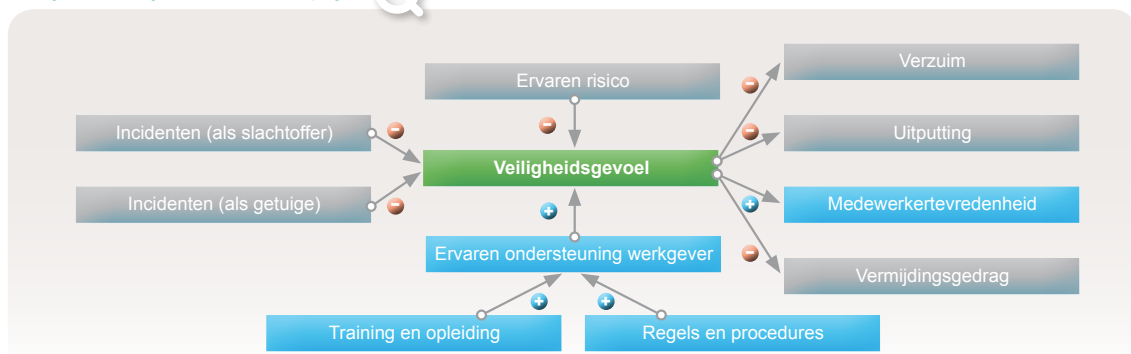 Ervaren risico
Incidenten (als slachtoffer)
Incidenten (als getuige)
Veiligheidsgevoel
Ervaren ondersteuning werkgever
Training en opleiding
Regels en procedures
Verzuim
Uitputting
Medewerkertevredenheid
Vermijdingsgedrag